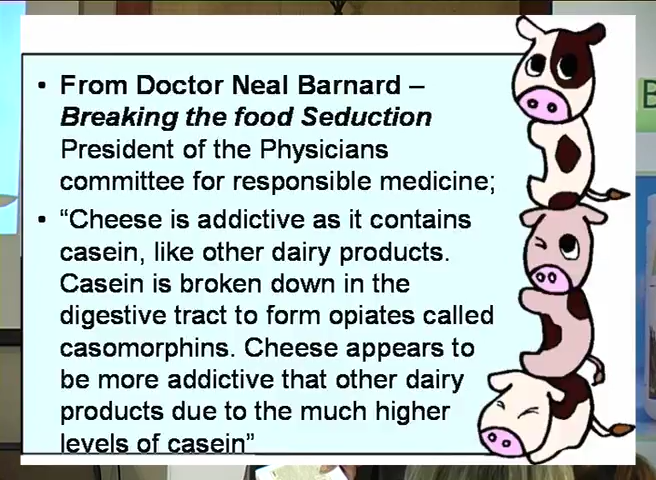 • From Doctor Neal Barnard –
Breaking the food Seduction
President of the Physicians
committee for responsible medicine;
• “Cheese is addictive as it contains
casein, like other dairy products.
Casein is broken down in the
digestive tract to form opiates called
casomorphins. Cheese appears to
be more addictive that other dairy
products due to the much higher
levels of casein”
B